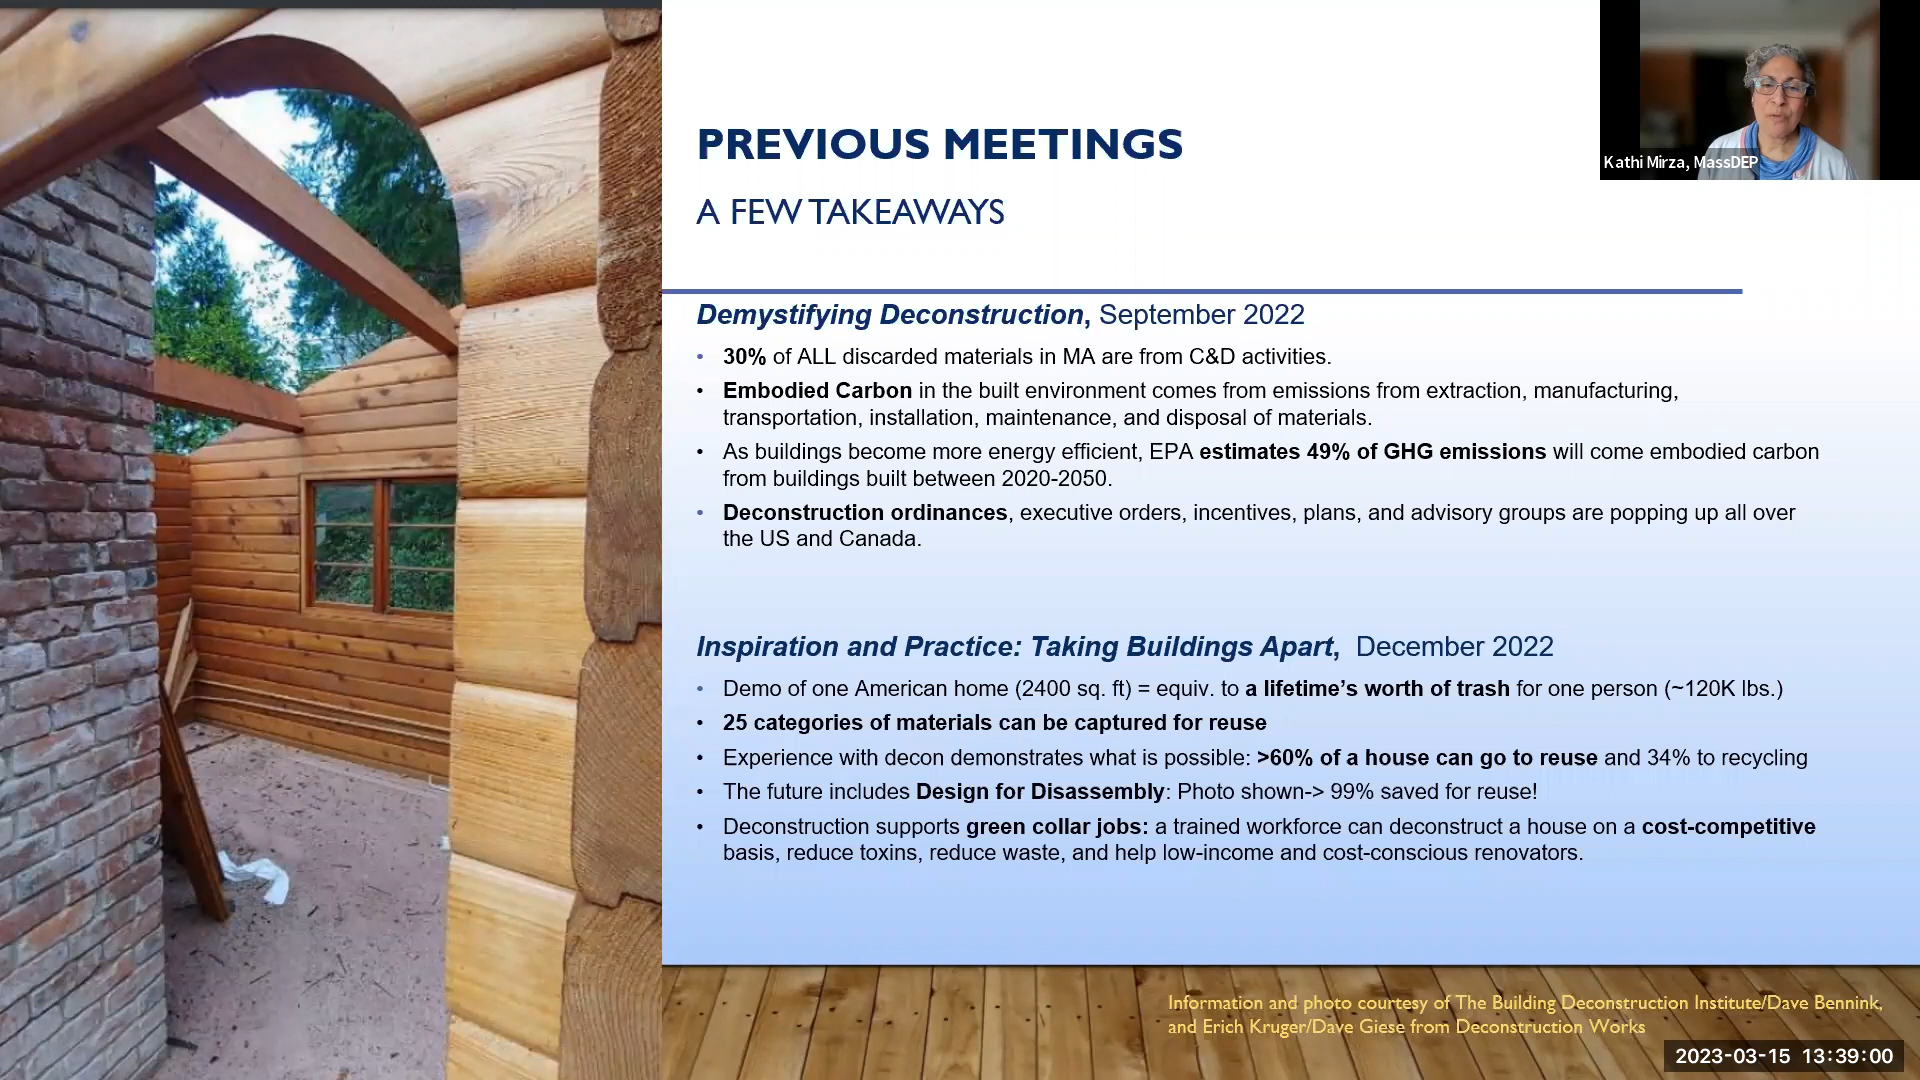 PREVIOUS MEETINGS
A FEW TAKEAWAYS
Kathi Mirza, MassDEP
Demystifying Deconstruction, September 2022
• 30% of ALL discarded materials in MA are from C&D activities.
• Embodied Carbon in the built environment comes from emissions from extraction, manufacturing,
transportation, installation, maintenance, and disposal of materials.
• As buildings become more energy efficient, EPA estimates 49% of GHG emissions will come embodied carbon
from buildings built between 2020-2050.
• Deconstruction ordinances, executive orders, incentives, plans, and advisory groups are popping up all over
the US and Canada.
Inspiration and Practice: Taking Buildings Apart, December 2022
• Demo of one American home (2400 sq. ft) = equiv. to a lifetime’s worth of trash for one person (~120K lbs.)
• 25 categories of materials can be captured for reuse
• Experience with decon demonstrates what is possible: >60% of a house can go to reuse and 34% to recycling
• The future includes Design for Disassembly: Photo shown-> 99% saved for reuse!
• Deconstruction supports green collar jobs: a trained workforce can deconstruct a house on a cost-competitive
basis, reduce toxins, reduce waste, and help low-income and cost-conscious renovators.
Information and photo courtesy of The Building Deconstruction Institute/Dave Bennink,
and Erich Kruger/Dave Giese from Deconstruction Works
2023-03-15 13:39:00